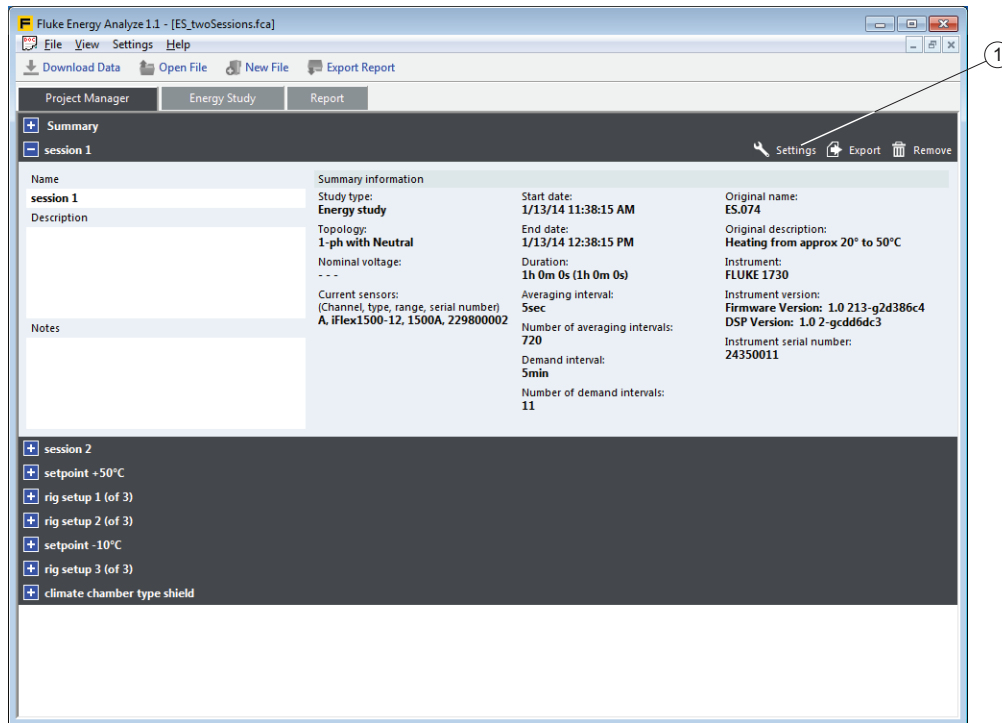 Fluke Energy Analyze 1.1 - [ES_twoSessions.fca]
File View Settings Help
Download Data Open File New File Export Report
Project Manager Energy Study Report
Summary
session 1 Settings Export Remove
1
Name
session 1
Description
Notes
Summary information
Study type:
Energy study
Topology:
1-ph with Neutral
Nominal voltage:
- - -
Current sensors:
(Channel, type, range, serial number)
A, iFlex1500-12, 1500A, 229800002
Start date:
1/13/14 11:38:15 AM
End date:
1/13/14 12:38:15 PM
Duration:
1h 0m 0s (1h 0m 0s)
Averaging interval:
5sec
Number of averaging intervals:
720
Demand interval:
5min
Number of demand intervals:
11
Original name:
ES.074
Original description:
Heating from approx 20° to 50°C
Instrument:
FLUKE 1730
Instrument version:
Firmware Version: 1.0 213-g2d386c4
DSP Version: 1.0 2-gcdd6dc3
Instrument serial number:
24350011
session 2
setpoint +50°C
rig setup 1 (of 3)
rig setup 2 (of 3)
setpoint -10°C
rig setup 3 (of 3)
climate chamber type shield